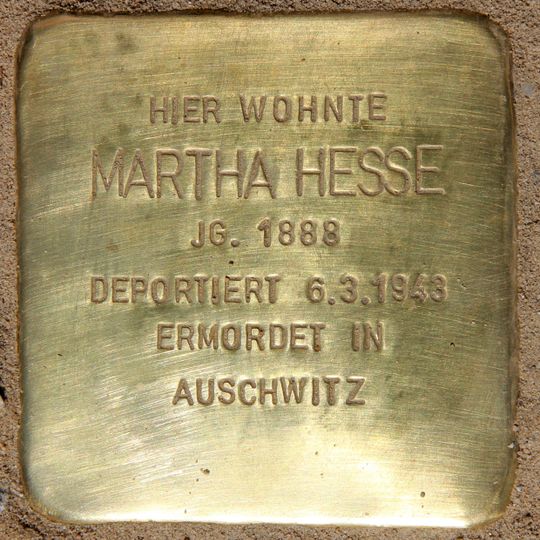 HIER WOHNTE
MARTHA HESSE
JG. 1888
DEPORTIERT 6.3.1943
ERMORDET IN
AUSCHWITZ